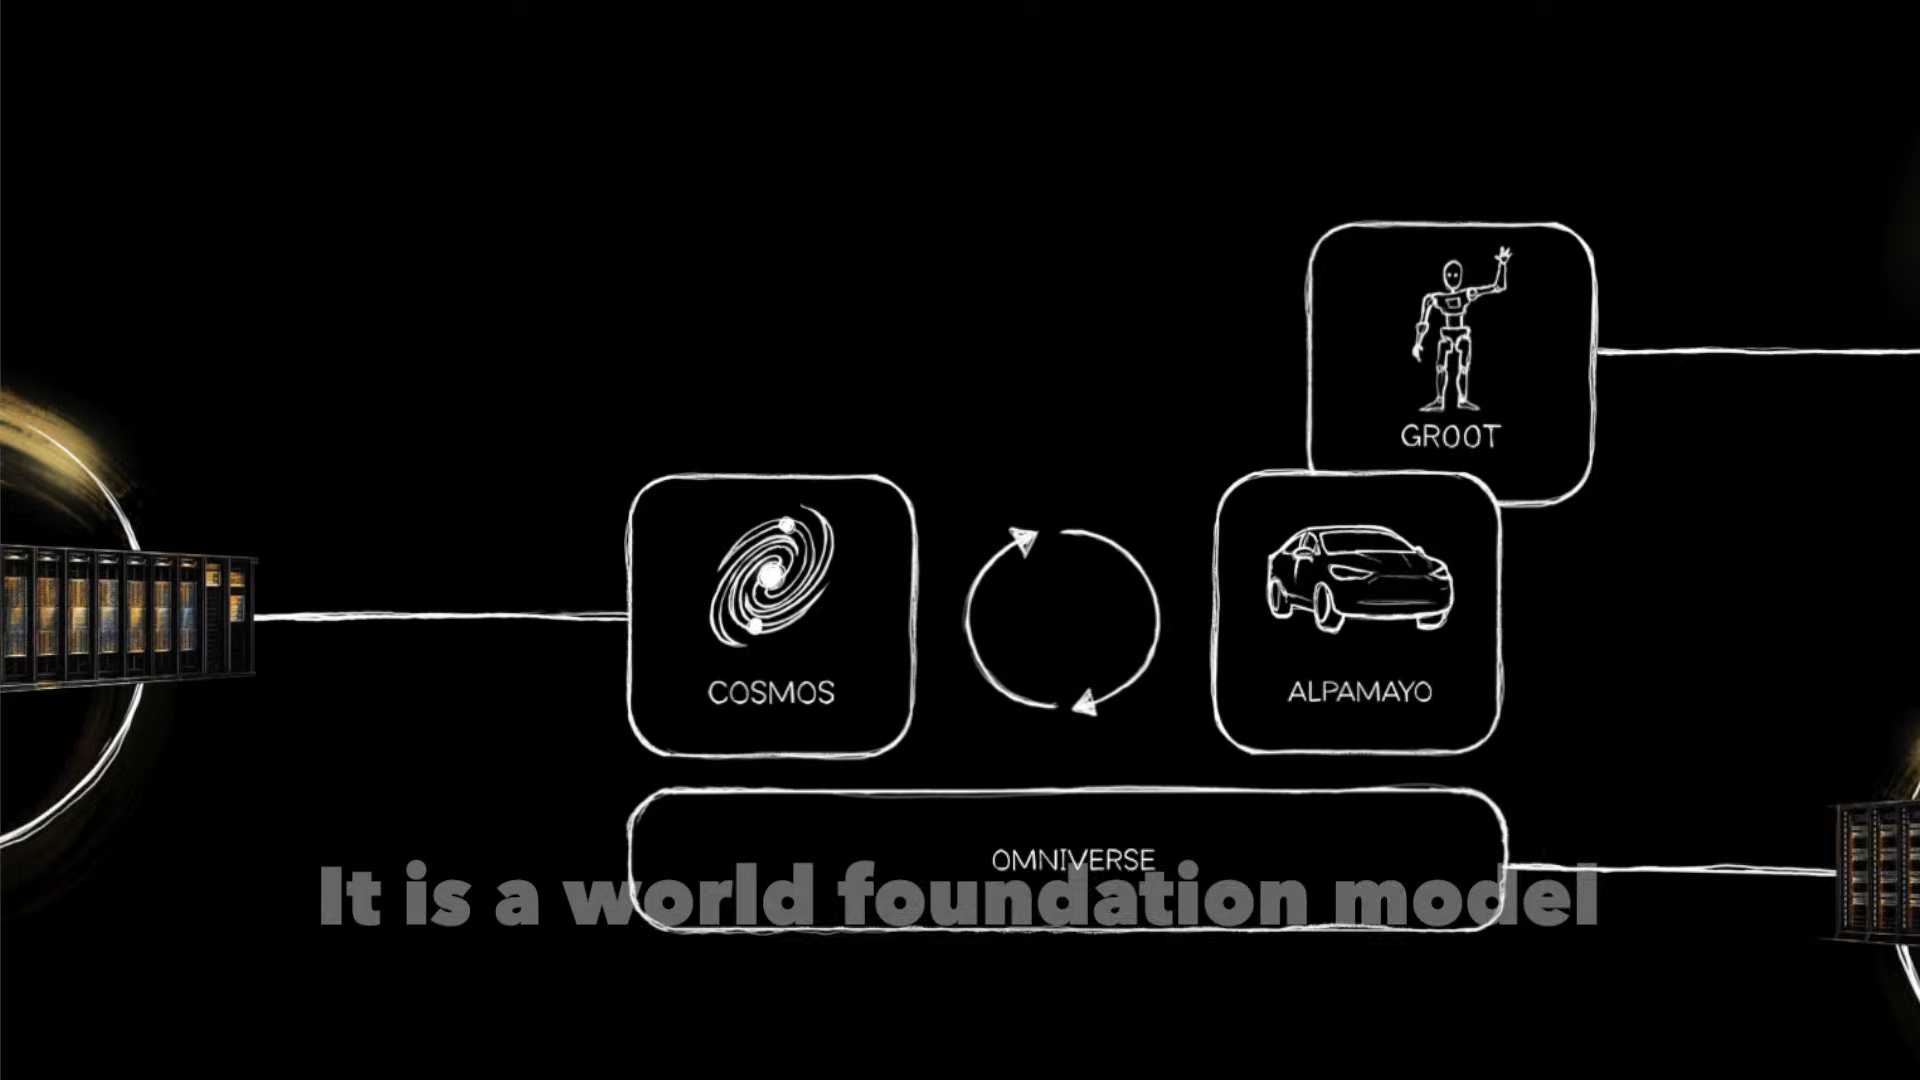 GROOT
COSMOS
ALPAMAYO
OMNIVERSE
It is a world foundation model